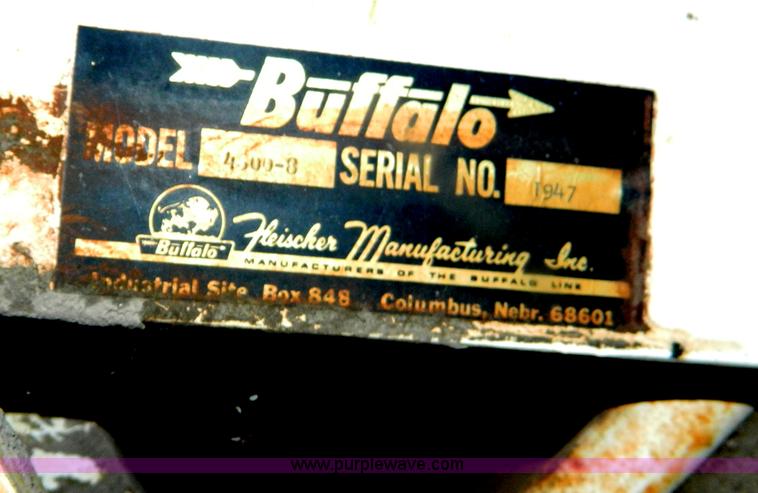 Buffalo
MODEL 4500-8 SERIAL NO. 1947
Buffalo
Fleischer Manufacturing Inc.
MANUFACTURERS OF THE BUFFALO LINE
Industrial Site Box 848 Columbus, Nebr. 68601
www.purplewave.com